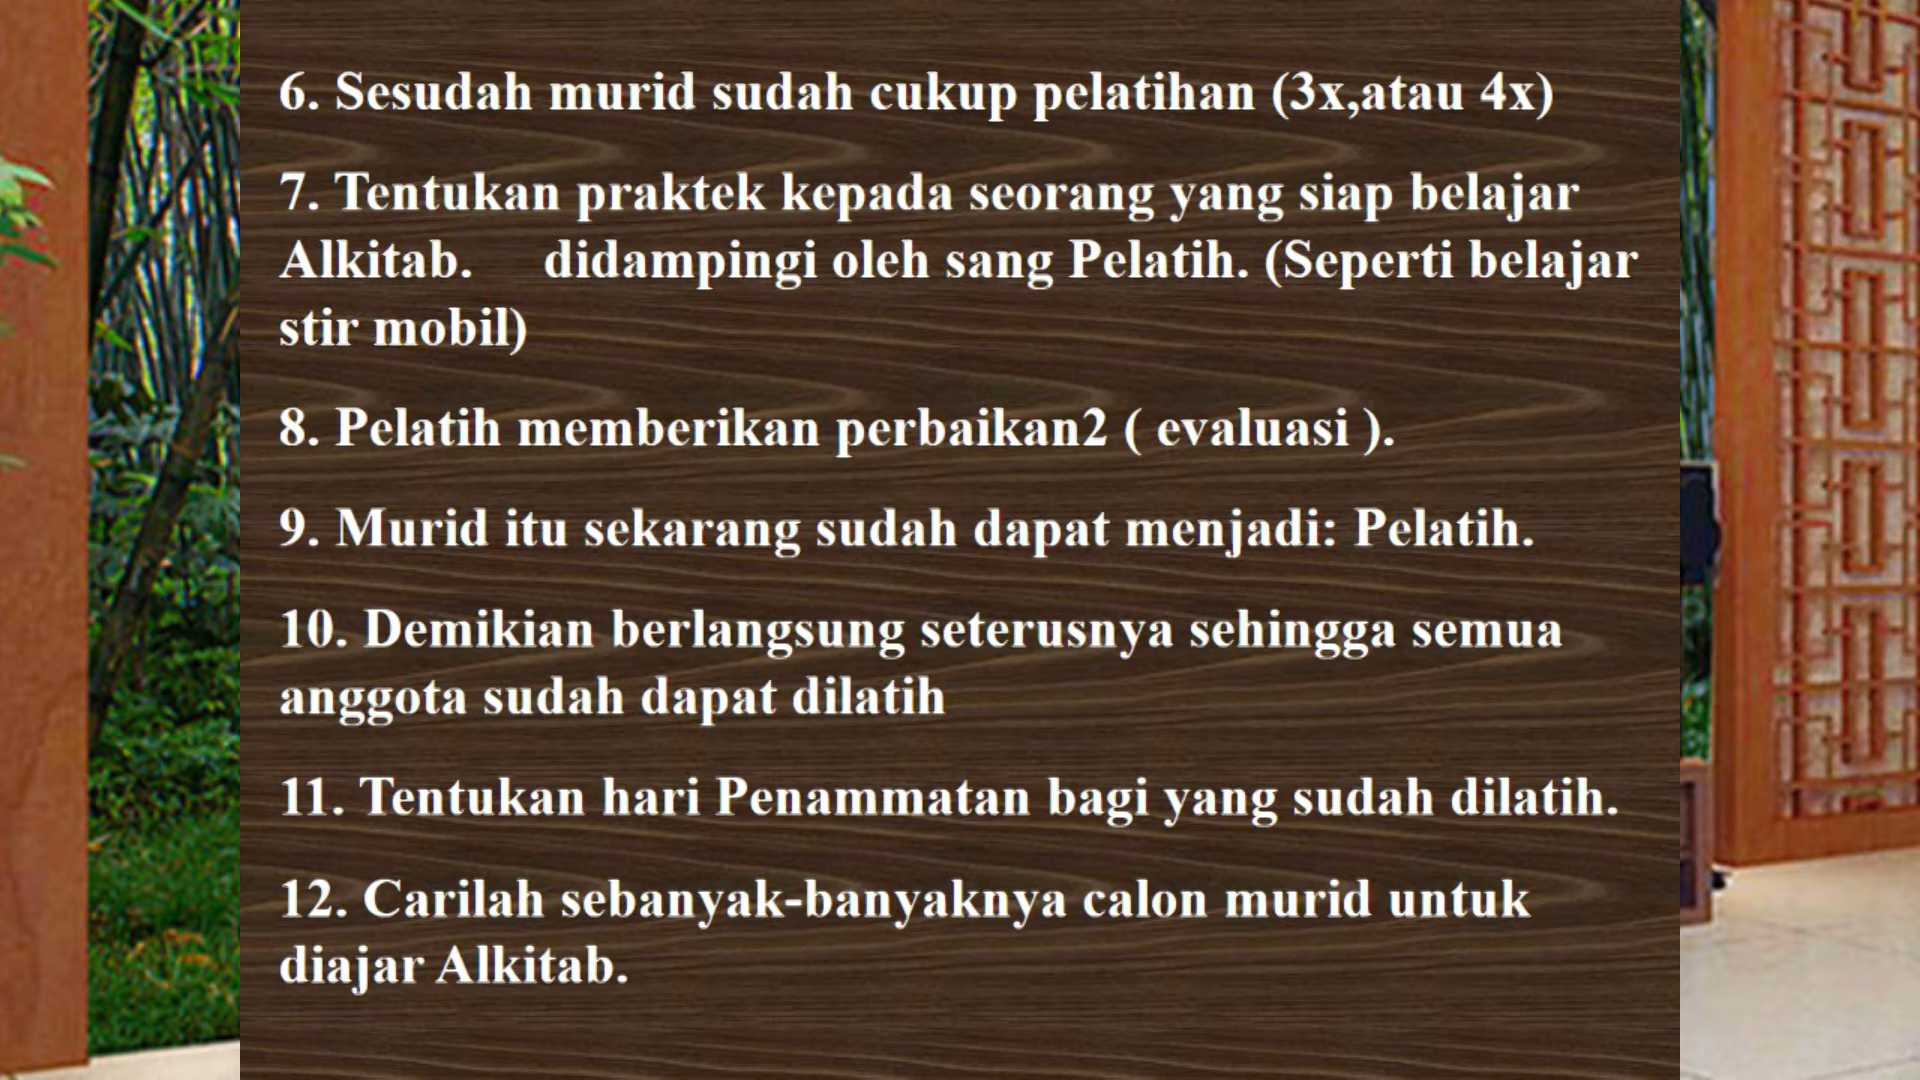 6. Sesudah murid sudah cukup pelatihan (3x,atau 4x)
7. Tentukan praktek kepada seorang yang siap belajar
Alkitab.    didampingi oleh sang Pelatih. (Seperti belajar
stir mobil)
8. Pelatih memberikan perbaikan2 ( evaluasi ).
9. Murid itu sekarang sudah dapat menjadi: Pelatih.
10. Demikian berlangsung seterusnya sehingga semua
anggota sudah dapat dilatih
11. Tentukan hari Penammatan bagi yang sudah dilatih.
12. Carilah sebanyak-banyaknya calon murid untuk
diajar Alkitab.